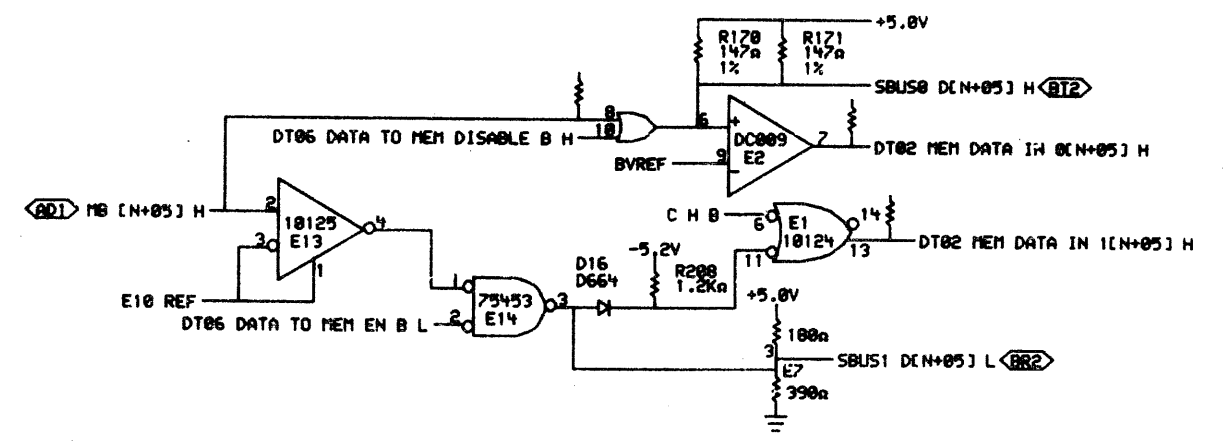 +5.0V
R170
147Ω
1%
R171
147Ω
1%
SBUS0 D[N+05] H BT2
8
DT06 DATA TO MEM DISABLE B H 10
6
+
DC009
E2
7
DT02 MEM DATA IN 0[N+05] H
BVREF 9
-
AD1 MB [N+05] H
2
10125
E13
4
3
1
E10 REF
C H B
6
E1
10124
14
11
13
DT02 MEM DATA IN 1[N+05] H
-5.2V
D16
D664
R208
1.2KΩ
1
75453
E14
3
DT06 DATA TO MEM EN B L 2
+5.0V
180Ω
3
SBUS1 D[N+05] L BR2
E7
390Ω